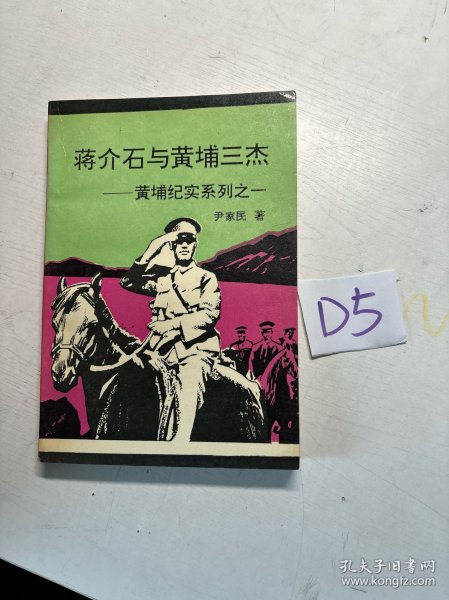 蒋介石与黄埔三杰
——黄埔纪实系列之一
尹家民 著
D5
孔夫子旧书网
www.kongfz.com